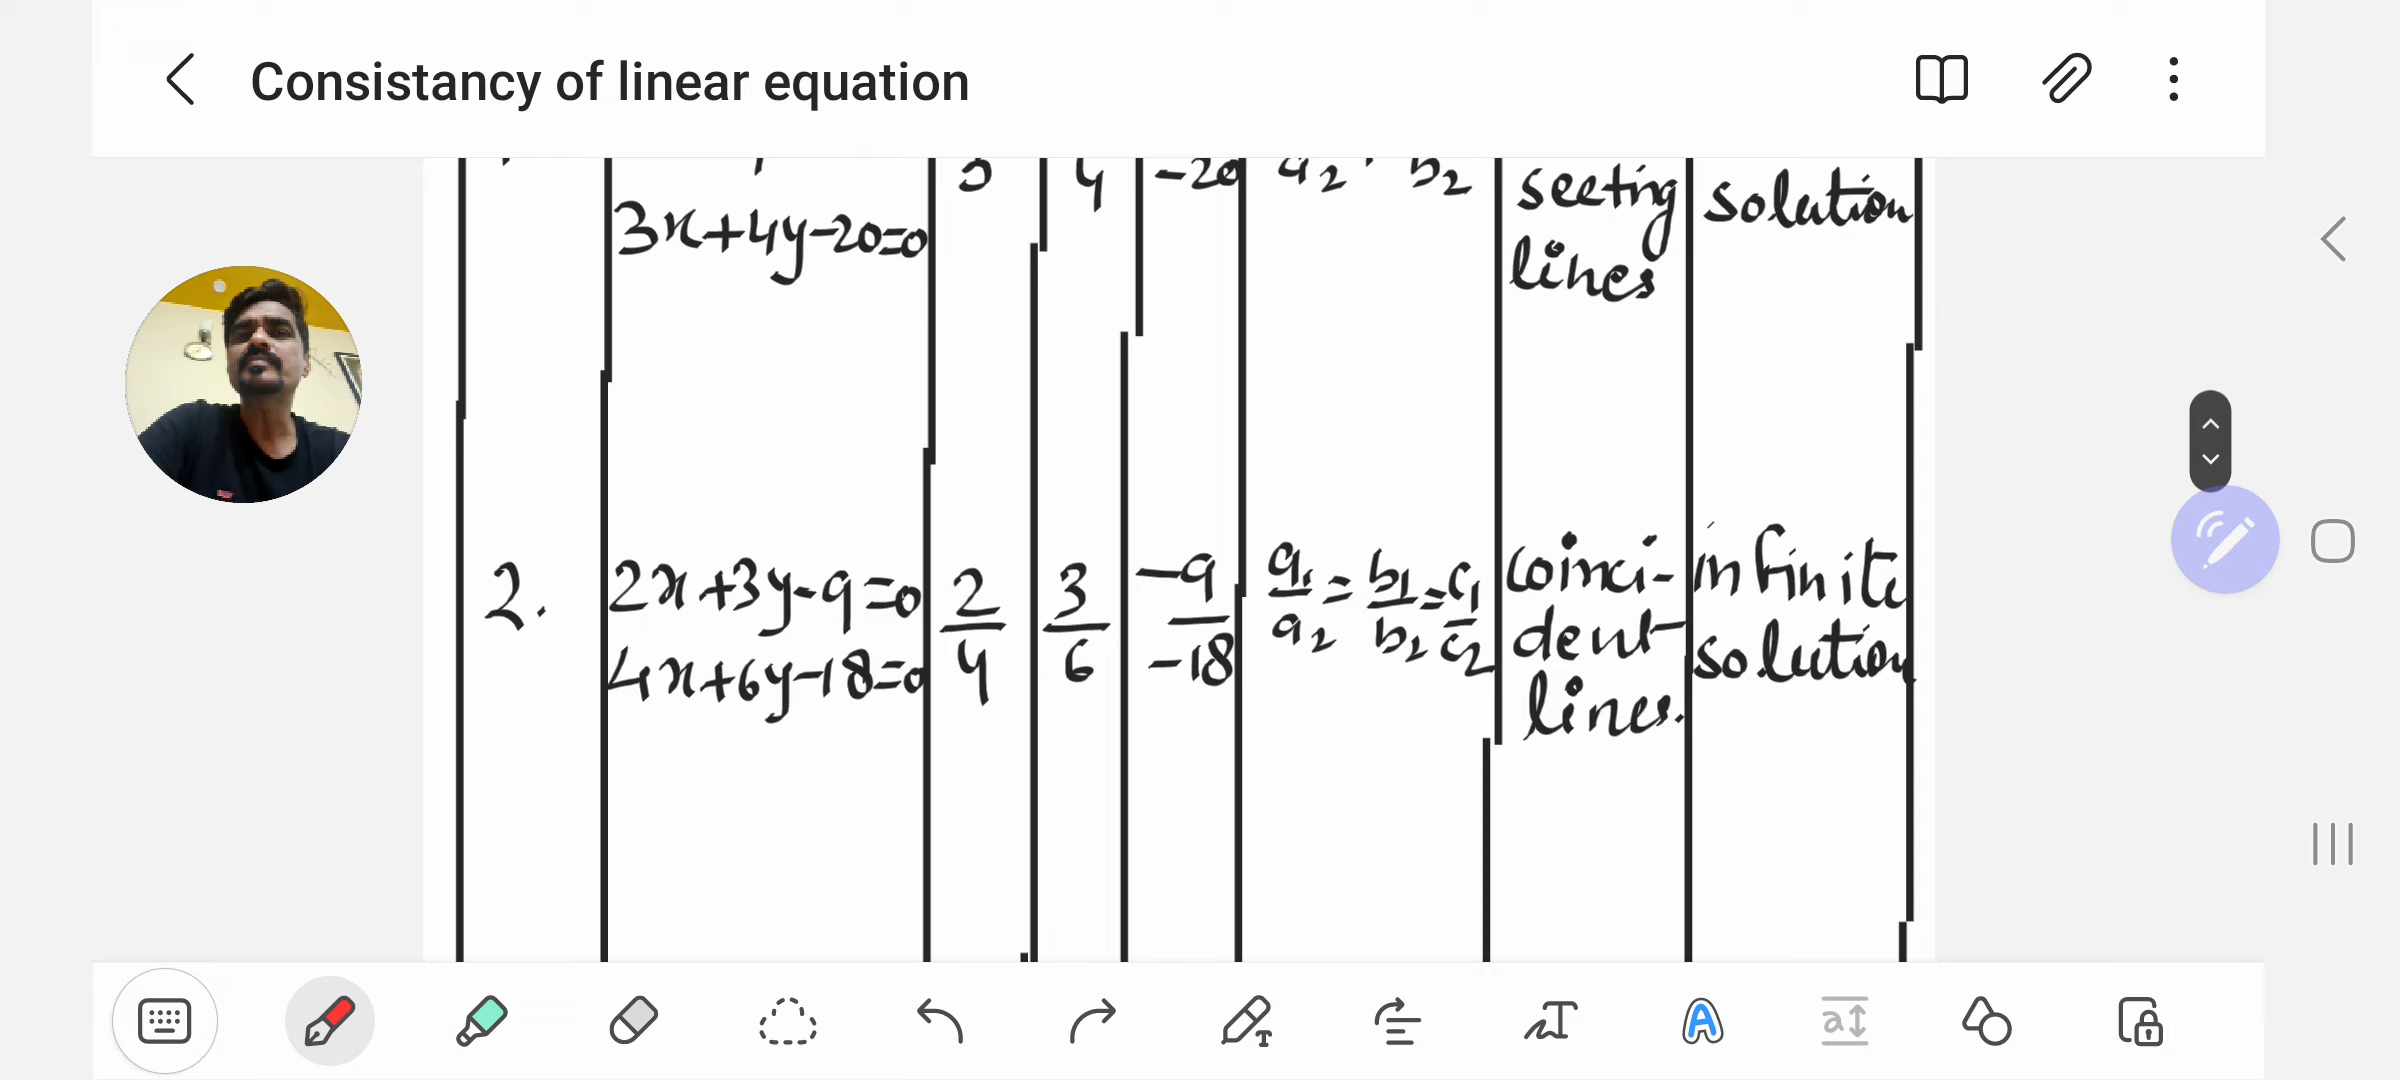 Consistancy of linear equation
3 4 -20 a2 b2 seeting solution
3x+4y-20=0
lines
2. 2x+3y-9=0 2/4 3/6 -9/-18 a1/a2 = b1/b2 = c1/c2 coinci- infinite
4x+6y-18=0 dent solution
lines.